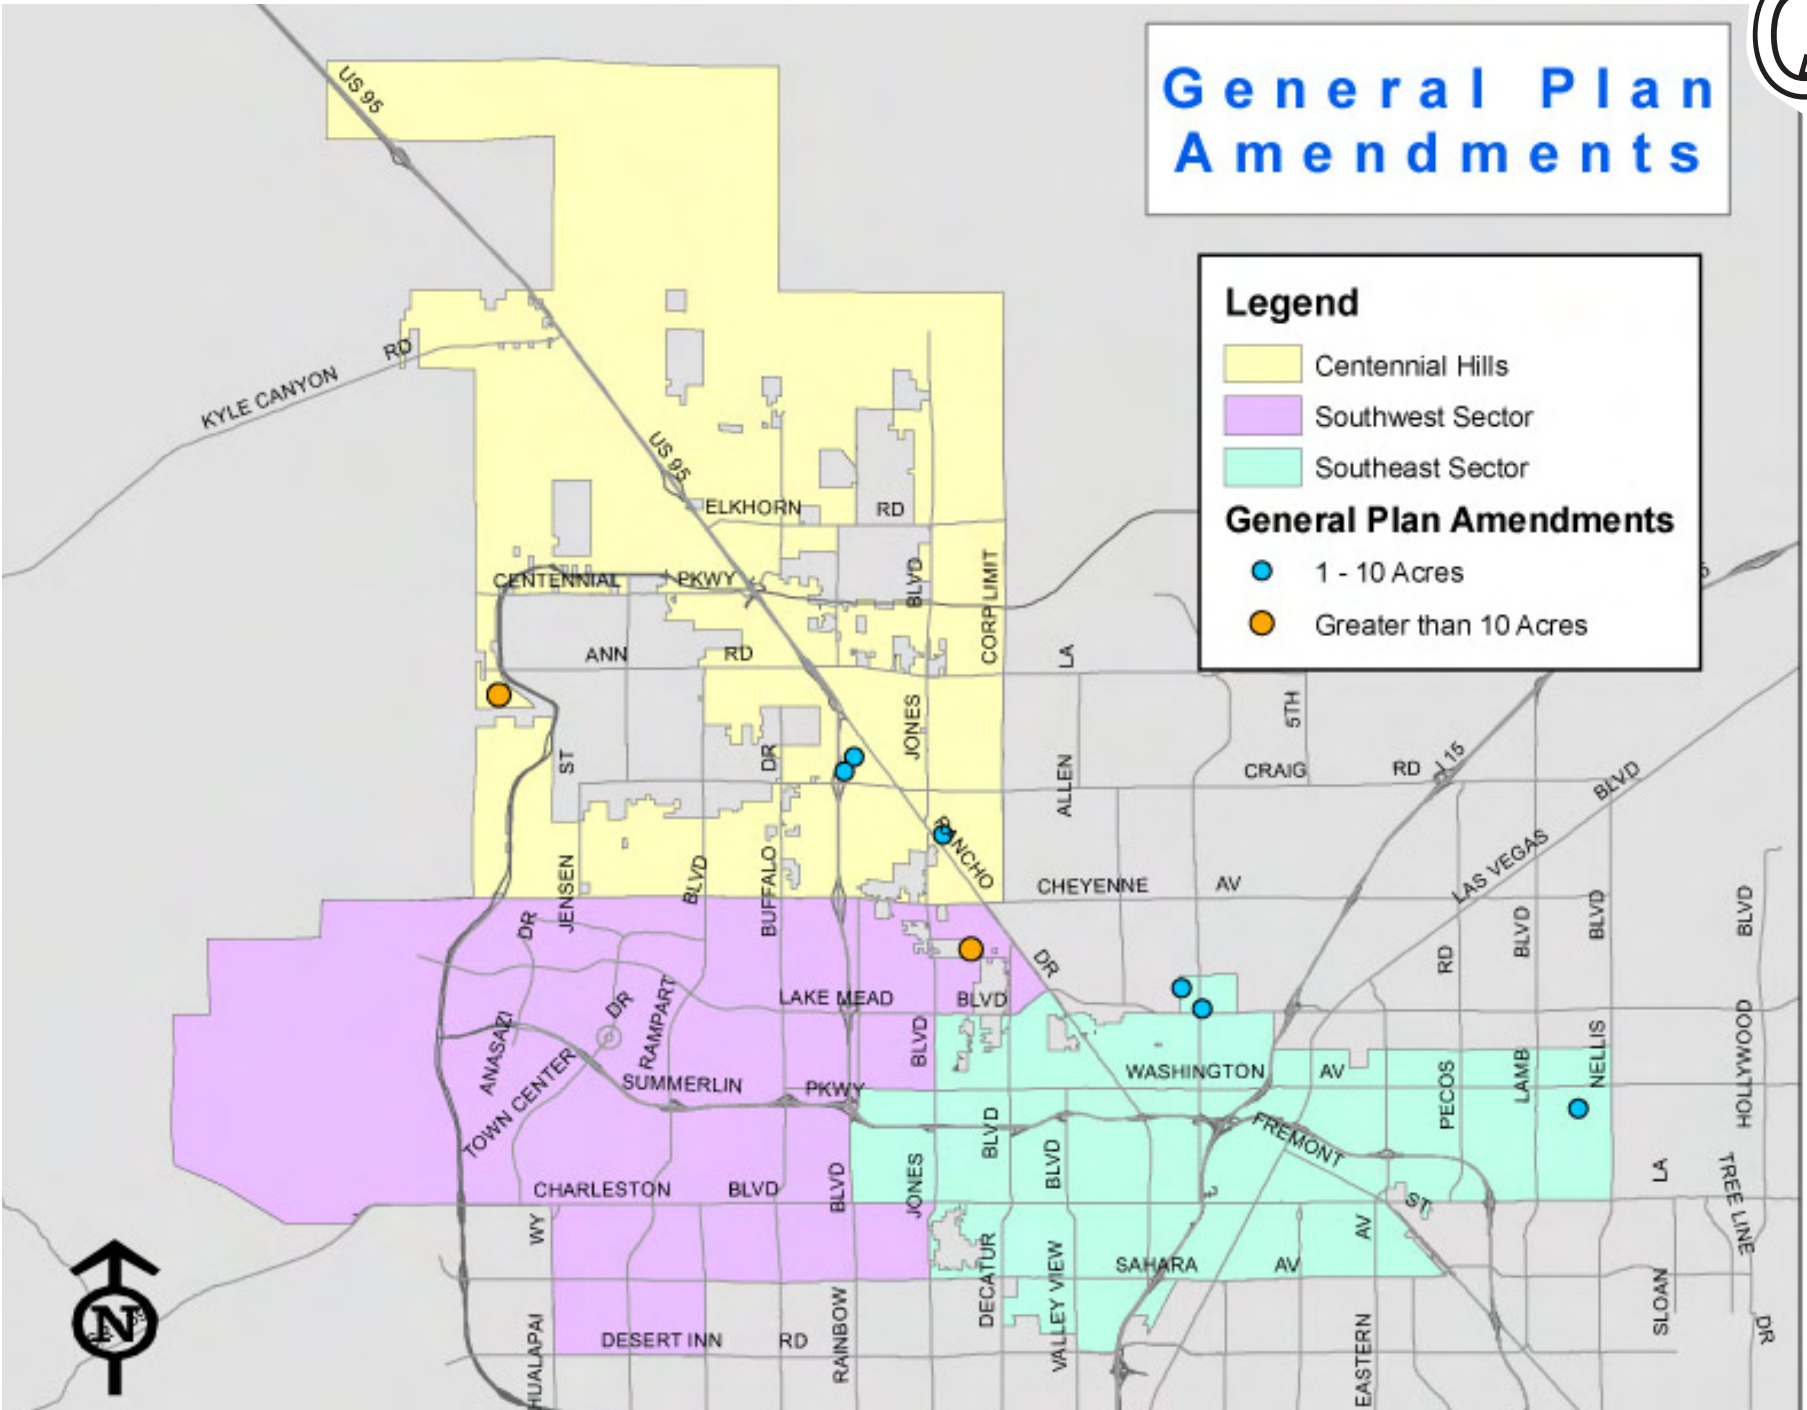 General Plan
Amendments
Legend
Centennial Hills
Southwest Sector
Southeast Sector
General Plan Amendments
1 - 10 Acres
Greater than 10 Acres
US 95
KYLE CANYON RD
US 95
ELKHORN RD
CENTENNIAL PKWY
BLVD
CORP LIMIT
ANN RD
LA
5TH
JONES
DR
ST
ALLEN
CRAIG RD
I 15
BLVD
RANCHO
LAS VEGAS
CHEYENNE AV
JENSEN
BLVD
BUFFALO
DR
DR
RD
BLVD
BLVD
BLVD
DR
RAMPART
LAKE MEAD BLVD
ANASAZI
BLVD
NELLIS
HOLLYWOOD
TOWN CENTER
SUMMERLIN PKWY
WASHINGTON AV
PECOS
LAMB
FREMONT
BLVD
BLVD
CHARLESTON BLVD
BLVD
JONES
ST
LA
TREE LINE
WY
AV
DECATUR
VALLEY VIEW
SAHARA AV
SLOAN
N
HUALAPAI
DESERT INN RD
RAINBOW
EASTERN
DR